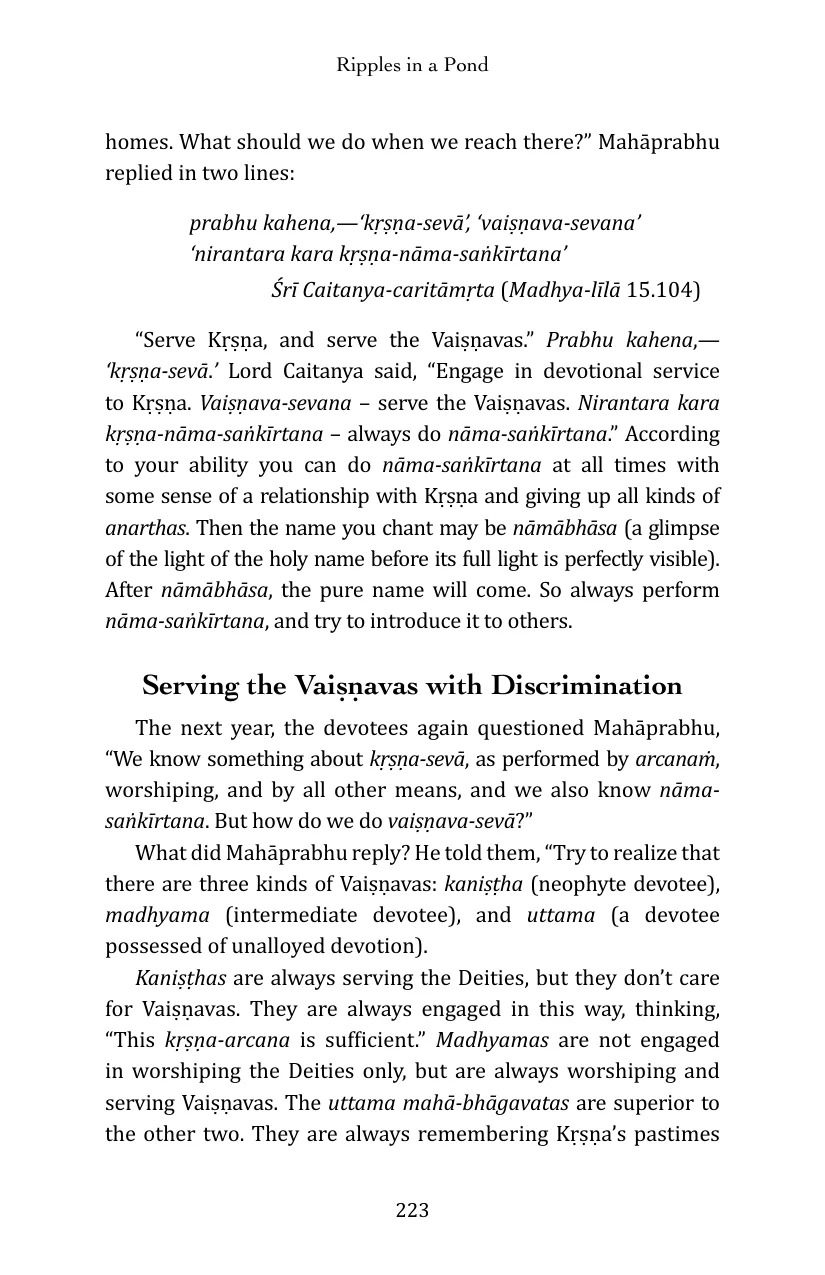 Ripples in a Pond
homes. What should we do when we reach there?” Mahāprabhu
replied in two lines:
prabhu kahena,—‘kṛṣṇa-sevā’, ‘vaiṣṇava-sevana’
‘nirantara kara kṛṣṇa-nāma-saṅkīrtana’
Śrī Caitanya-caritāmṛta (Madhya-līlā 15.104)
“Serve Kṛṣṇa, and serve the Vaiṣṇavas.” Prabhu kahena,—
‘kṛṣṇa-sevā.’ Lord Caitanya said, “Engage in devotional service
to Kṛṣṇa. Vaiṣṇava-sevana – serve the Vaiṣṇavas. Nirantara kara
kṛṣṇa-nāma-saṅkīrtana – always do nāma-saṅkīrtana.” According
to your ability you can do nāma-saṅkīrtana at all times with
some sense of a relationship with Kṛṣṇa and giving up all kinds of
anarthas. Then the name you chant may be nāmābhāsa (a glimpse
of the light of the holy name before its full light is perfectly visible).
After nāmābhāsa, the pure name will come. So always perform
nāma-saṅkīrtana, and try to introduce it to others.
Serving the Vaiṣṇavas with Discrimination
The next year, the devotees again questioned Mahāprabhu,
“We know something about kṛṣṇa-sevā, as performed by arcanaṁ,
worshiping, and by all other means, and we also know nāma-
saṅkīrtana. But how do we do vaiṣṇava-sevā?”
What did Mahāprabhu reply? He told them, “Try to realize that
there are three kinds of Vaiṣṇavas: kaniṣṭha (neophyte devotee),
madhyama (intermediate devotee), and uttama (a devotee
possessed of unalloyed devotion).
Kaniṣṭhas are always serving the Deities, but they don’t care
for Vaiṣṇavas. They are always engaged in this way, thinking,
“This kṛṣṇa-arcana is sufficient.” Madhyamas are not engaged
in worshiping the Deities only, but are always worshiping and
serving Vaiṣṇavas. The uttama mahā-bhāgavatas are superior to
the other two. They are always remembering Kṛṣṇa’s pastimes
223